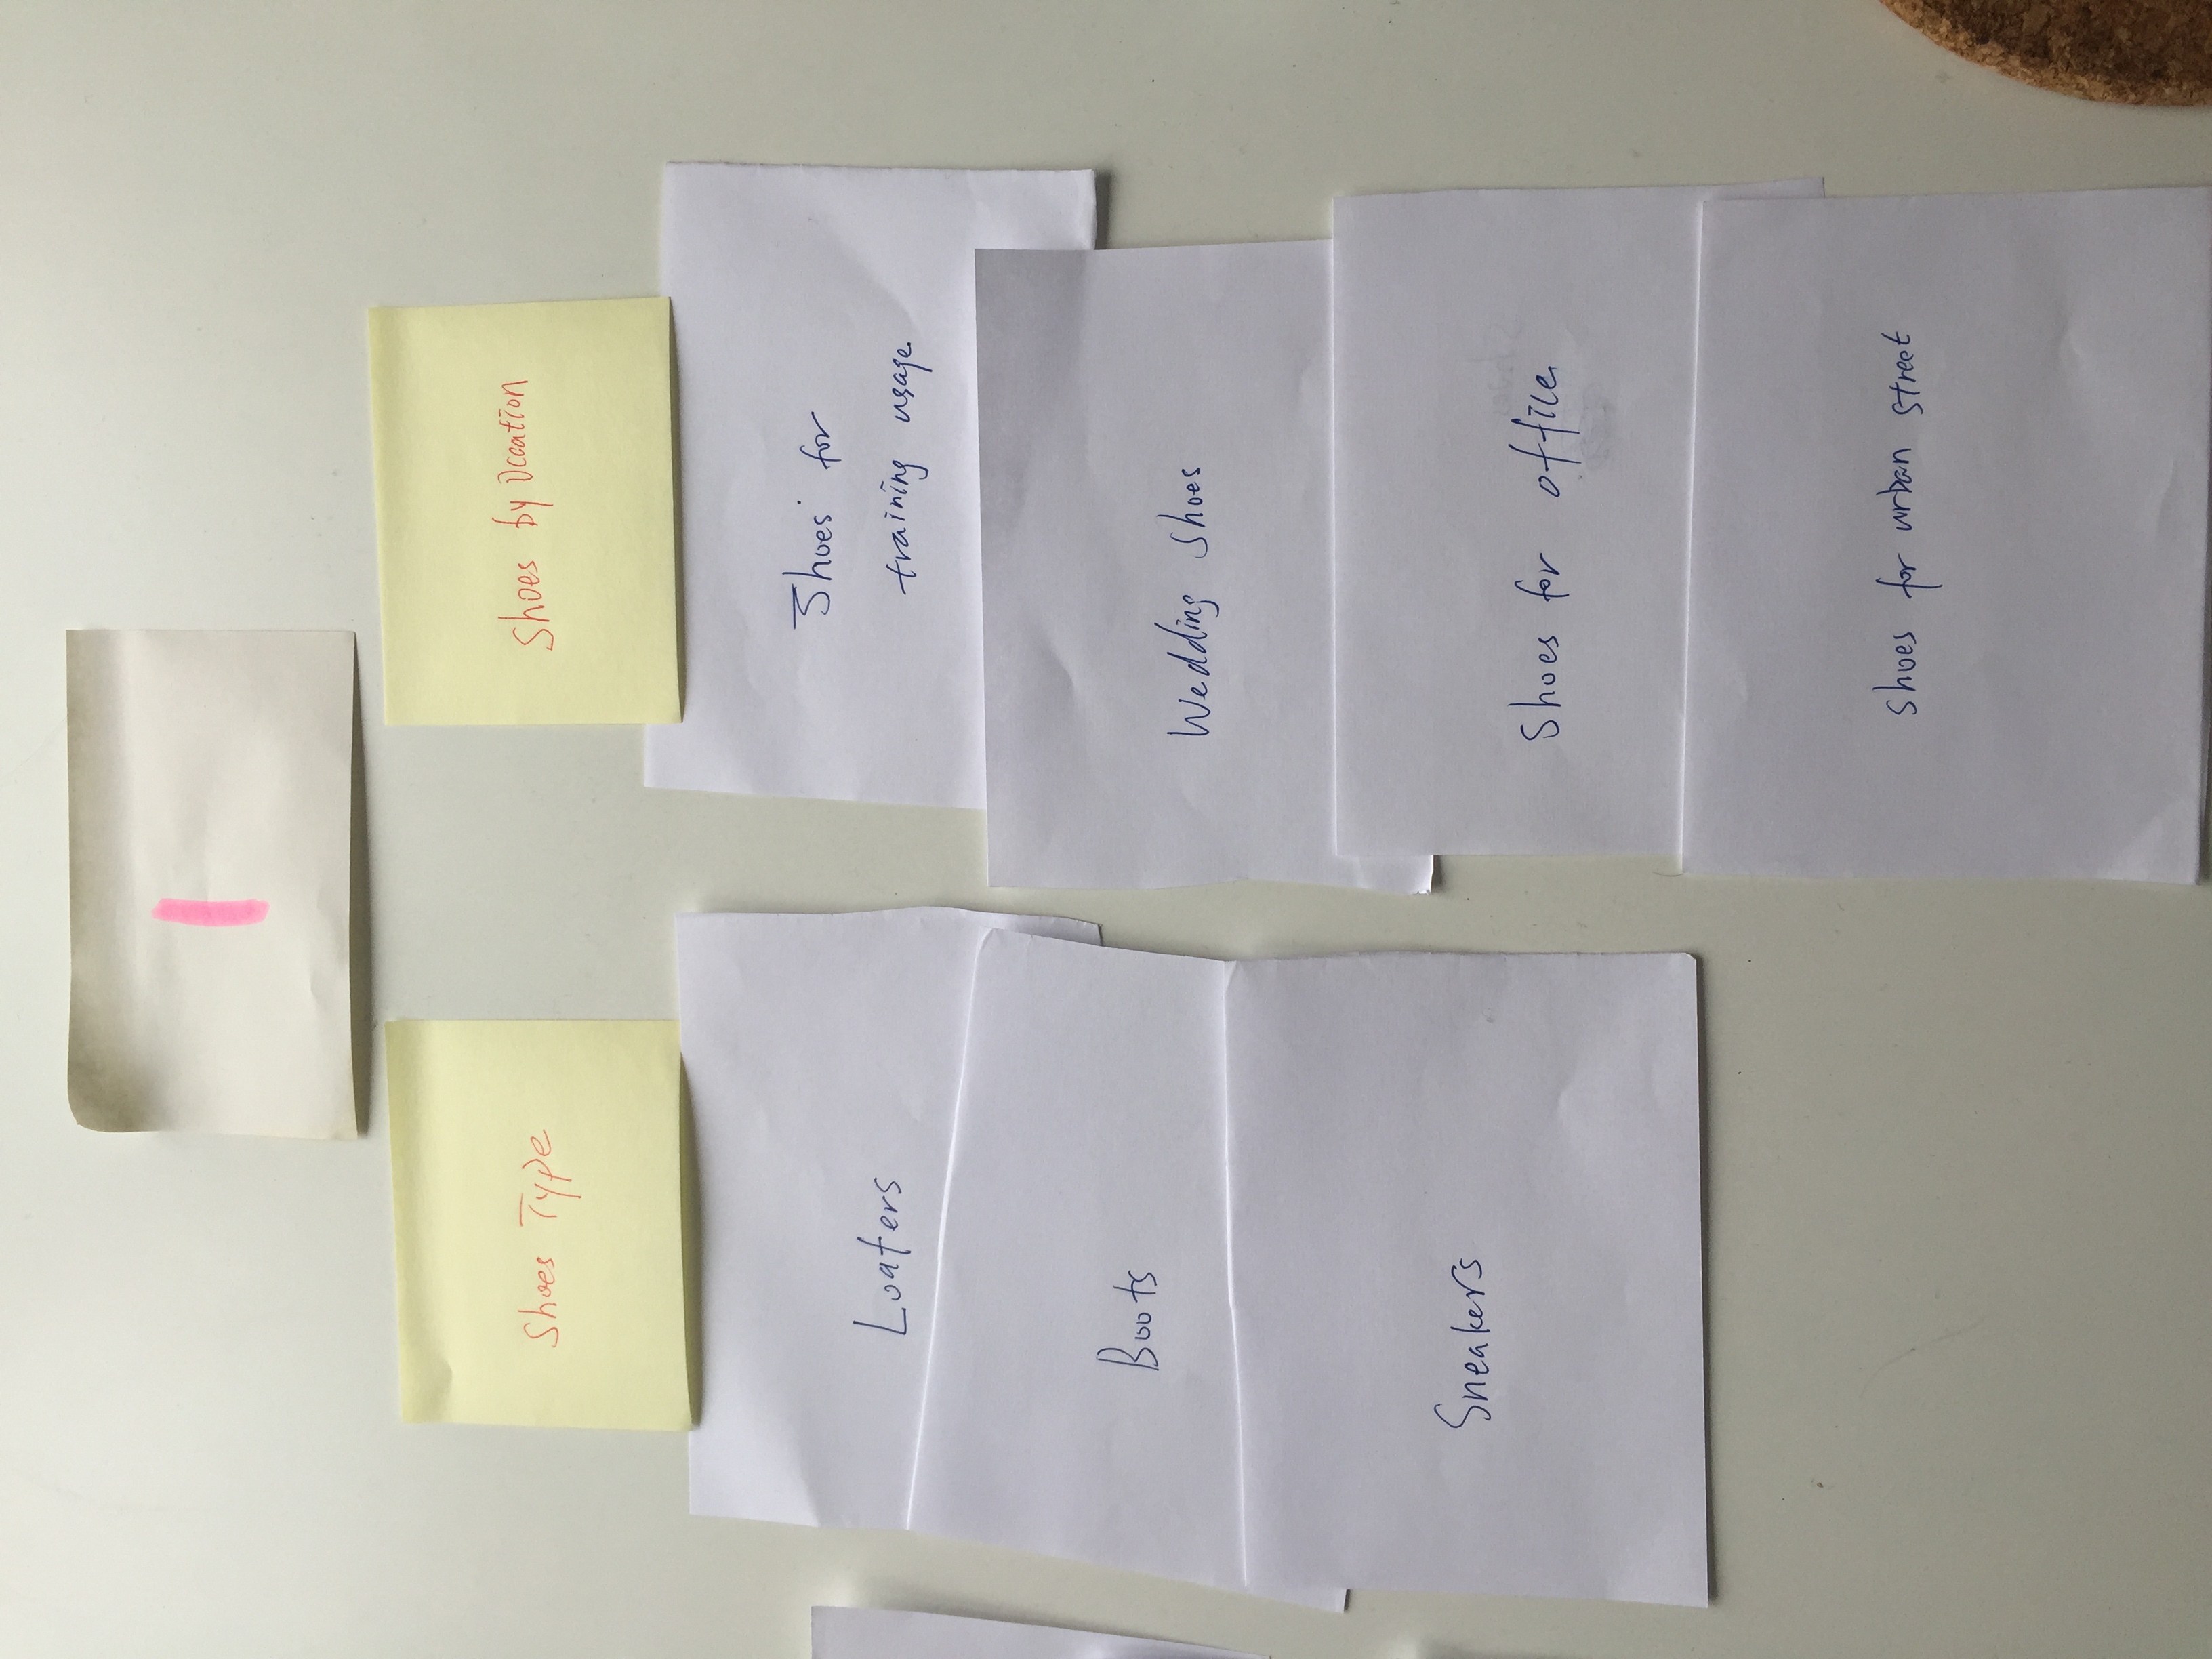 1
Shoes Type
Shoes by Occation
Loafers
Boots
Sneakers
Shoes for
training usage
Wedding shoes
Shoes for office
shoes for urban street